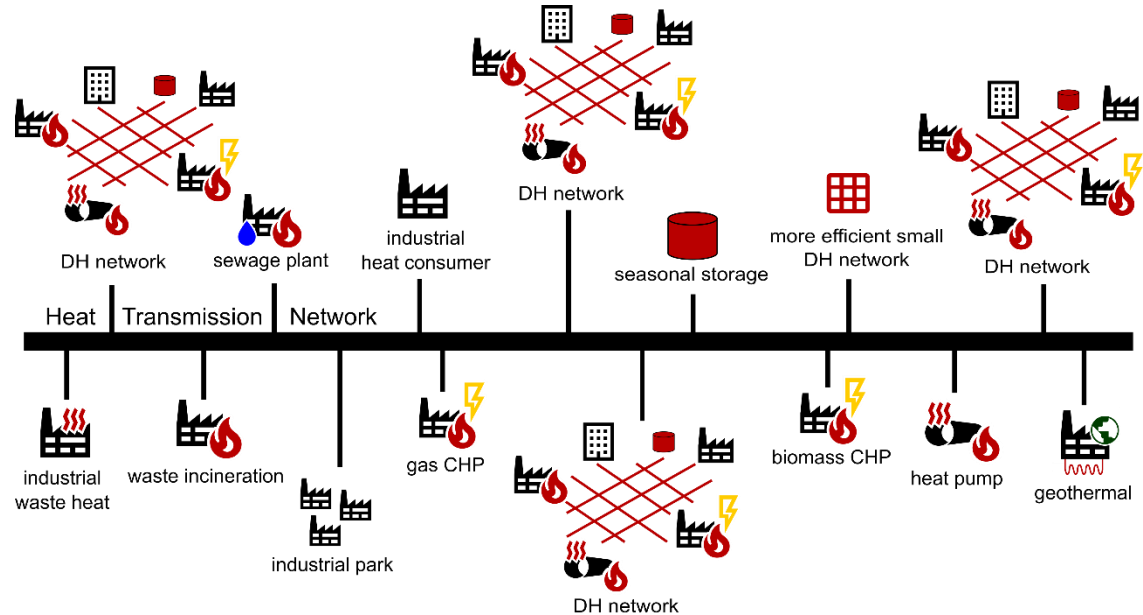 DH network
sewage plant
industrial
heat consumer
DH network
seasonal storage
more efficient small
DH network
DH network
Heat Transmission Network
industrial
waste heat
waste incineration
industrial park
gas CHP
DH network
biomass CHP
heat pump
geothermal